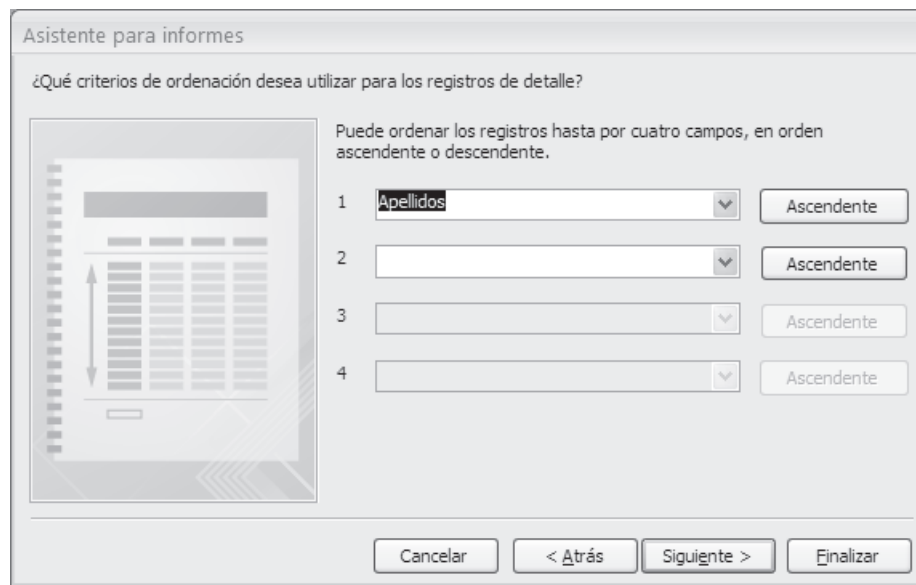 Asistente para informes
¿Qué criterios de ordenación desea utilizar para los registros de detalle?
Puede ordenar los registros hasta por cuatro campos, en orden
ascendente o descendente.
1 Apellidos Ascendente
2 Ascendente
3 Ascendente
4 Ascendente
Cancelar < Atrás Siguiente > Finalizar